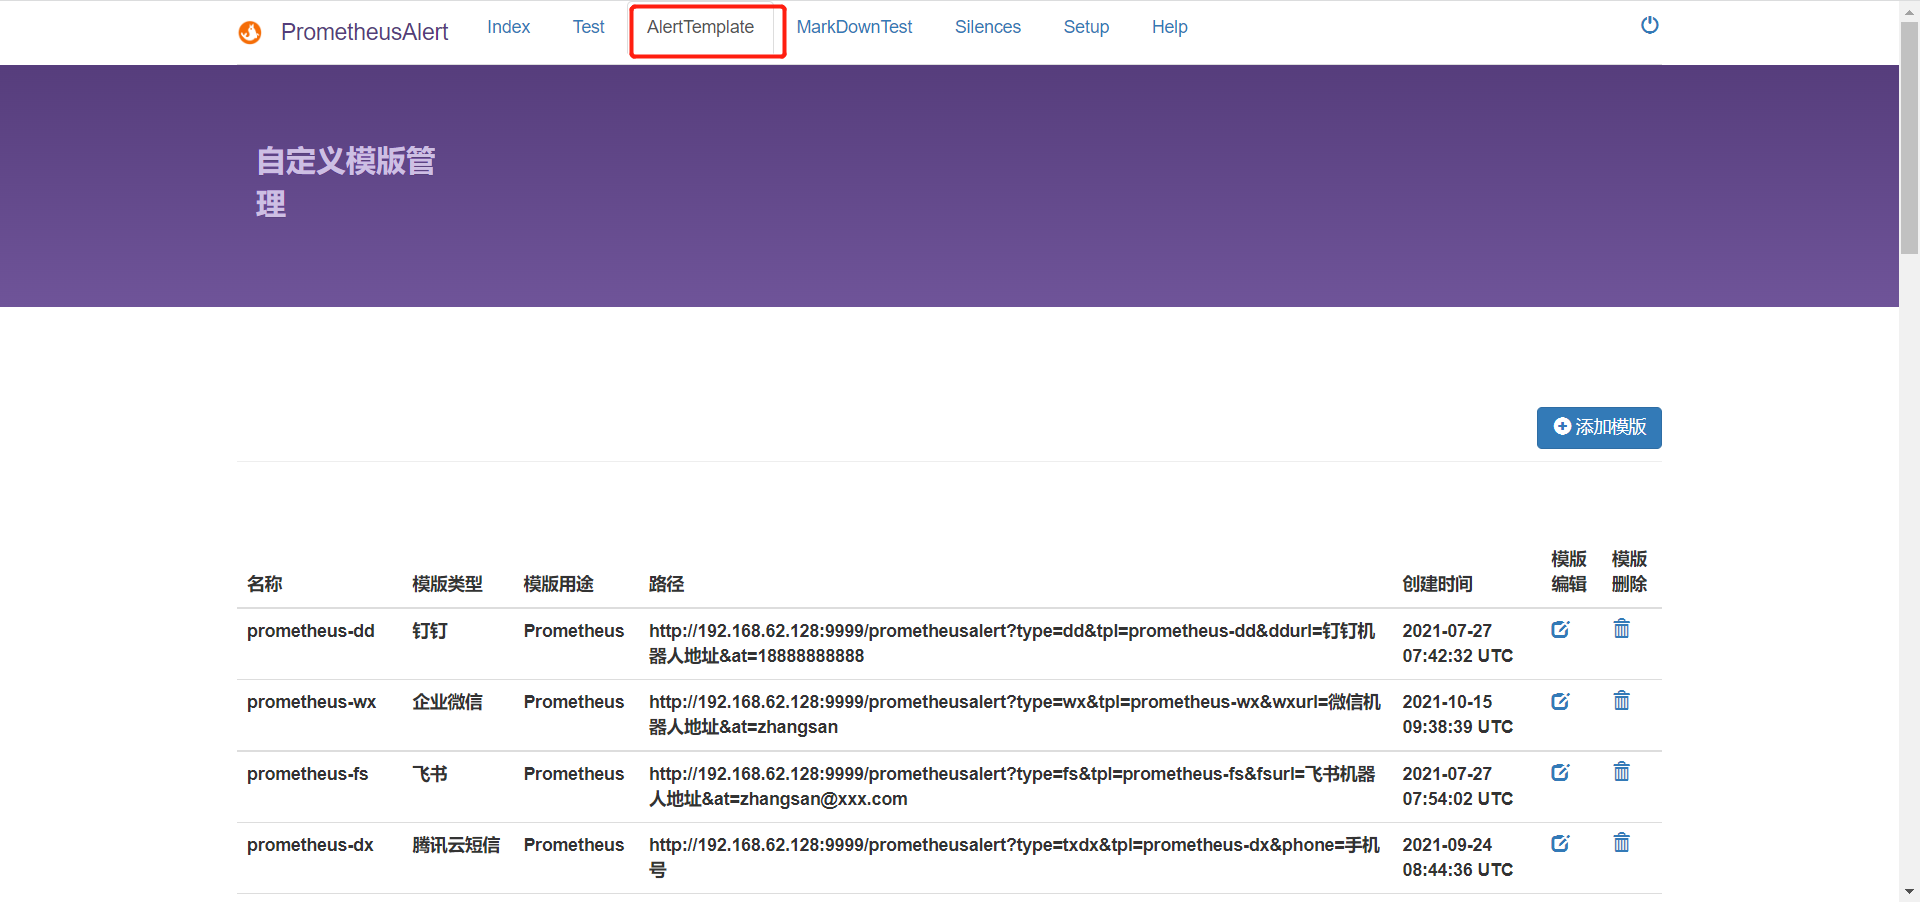 PrometheusAlert Index Test AlertTemplate MarkDownTest Silences Setup Help
自定义模版管
理
添加模版
名称 模版类型 模版用途 路径 创建时间 模版编辑 模版删除
prometheus-dd 钉钉 Prometheus http://192.168.62.128:9999/prometheusalert?type=dd&tpl=prometheus-dd&ddurl=钉钉机 2021-07-27
器人地址&at=18888888888 07:42:32 UTC
prometheus-wx 企业微信 Prometheus http://192.168.62.128:9999/prometheusalert?type=wx&tpl=prometheus-wx&wxurl=微信机 2021-10-15
器人地址&at=zhangsan 09:38:39 UTC
prometheus-fs 飞书 Prometheus http://192.168.62.128:9999/prometheusalert?type=fs&tpl=prometheus-fs&fsurl=飞书机器 2021-07-27
人地址&at=zhangsan@xxx.com 07:54:02 UTC
prometheus-dx 腾讯云短信 Prometheus http://192.168.62.128:9999/prometheusalert?type=txdx&tpl=prometheus-dx&phone=手机 2021-09-24
号 08:44:36 UTC